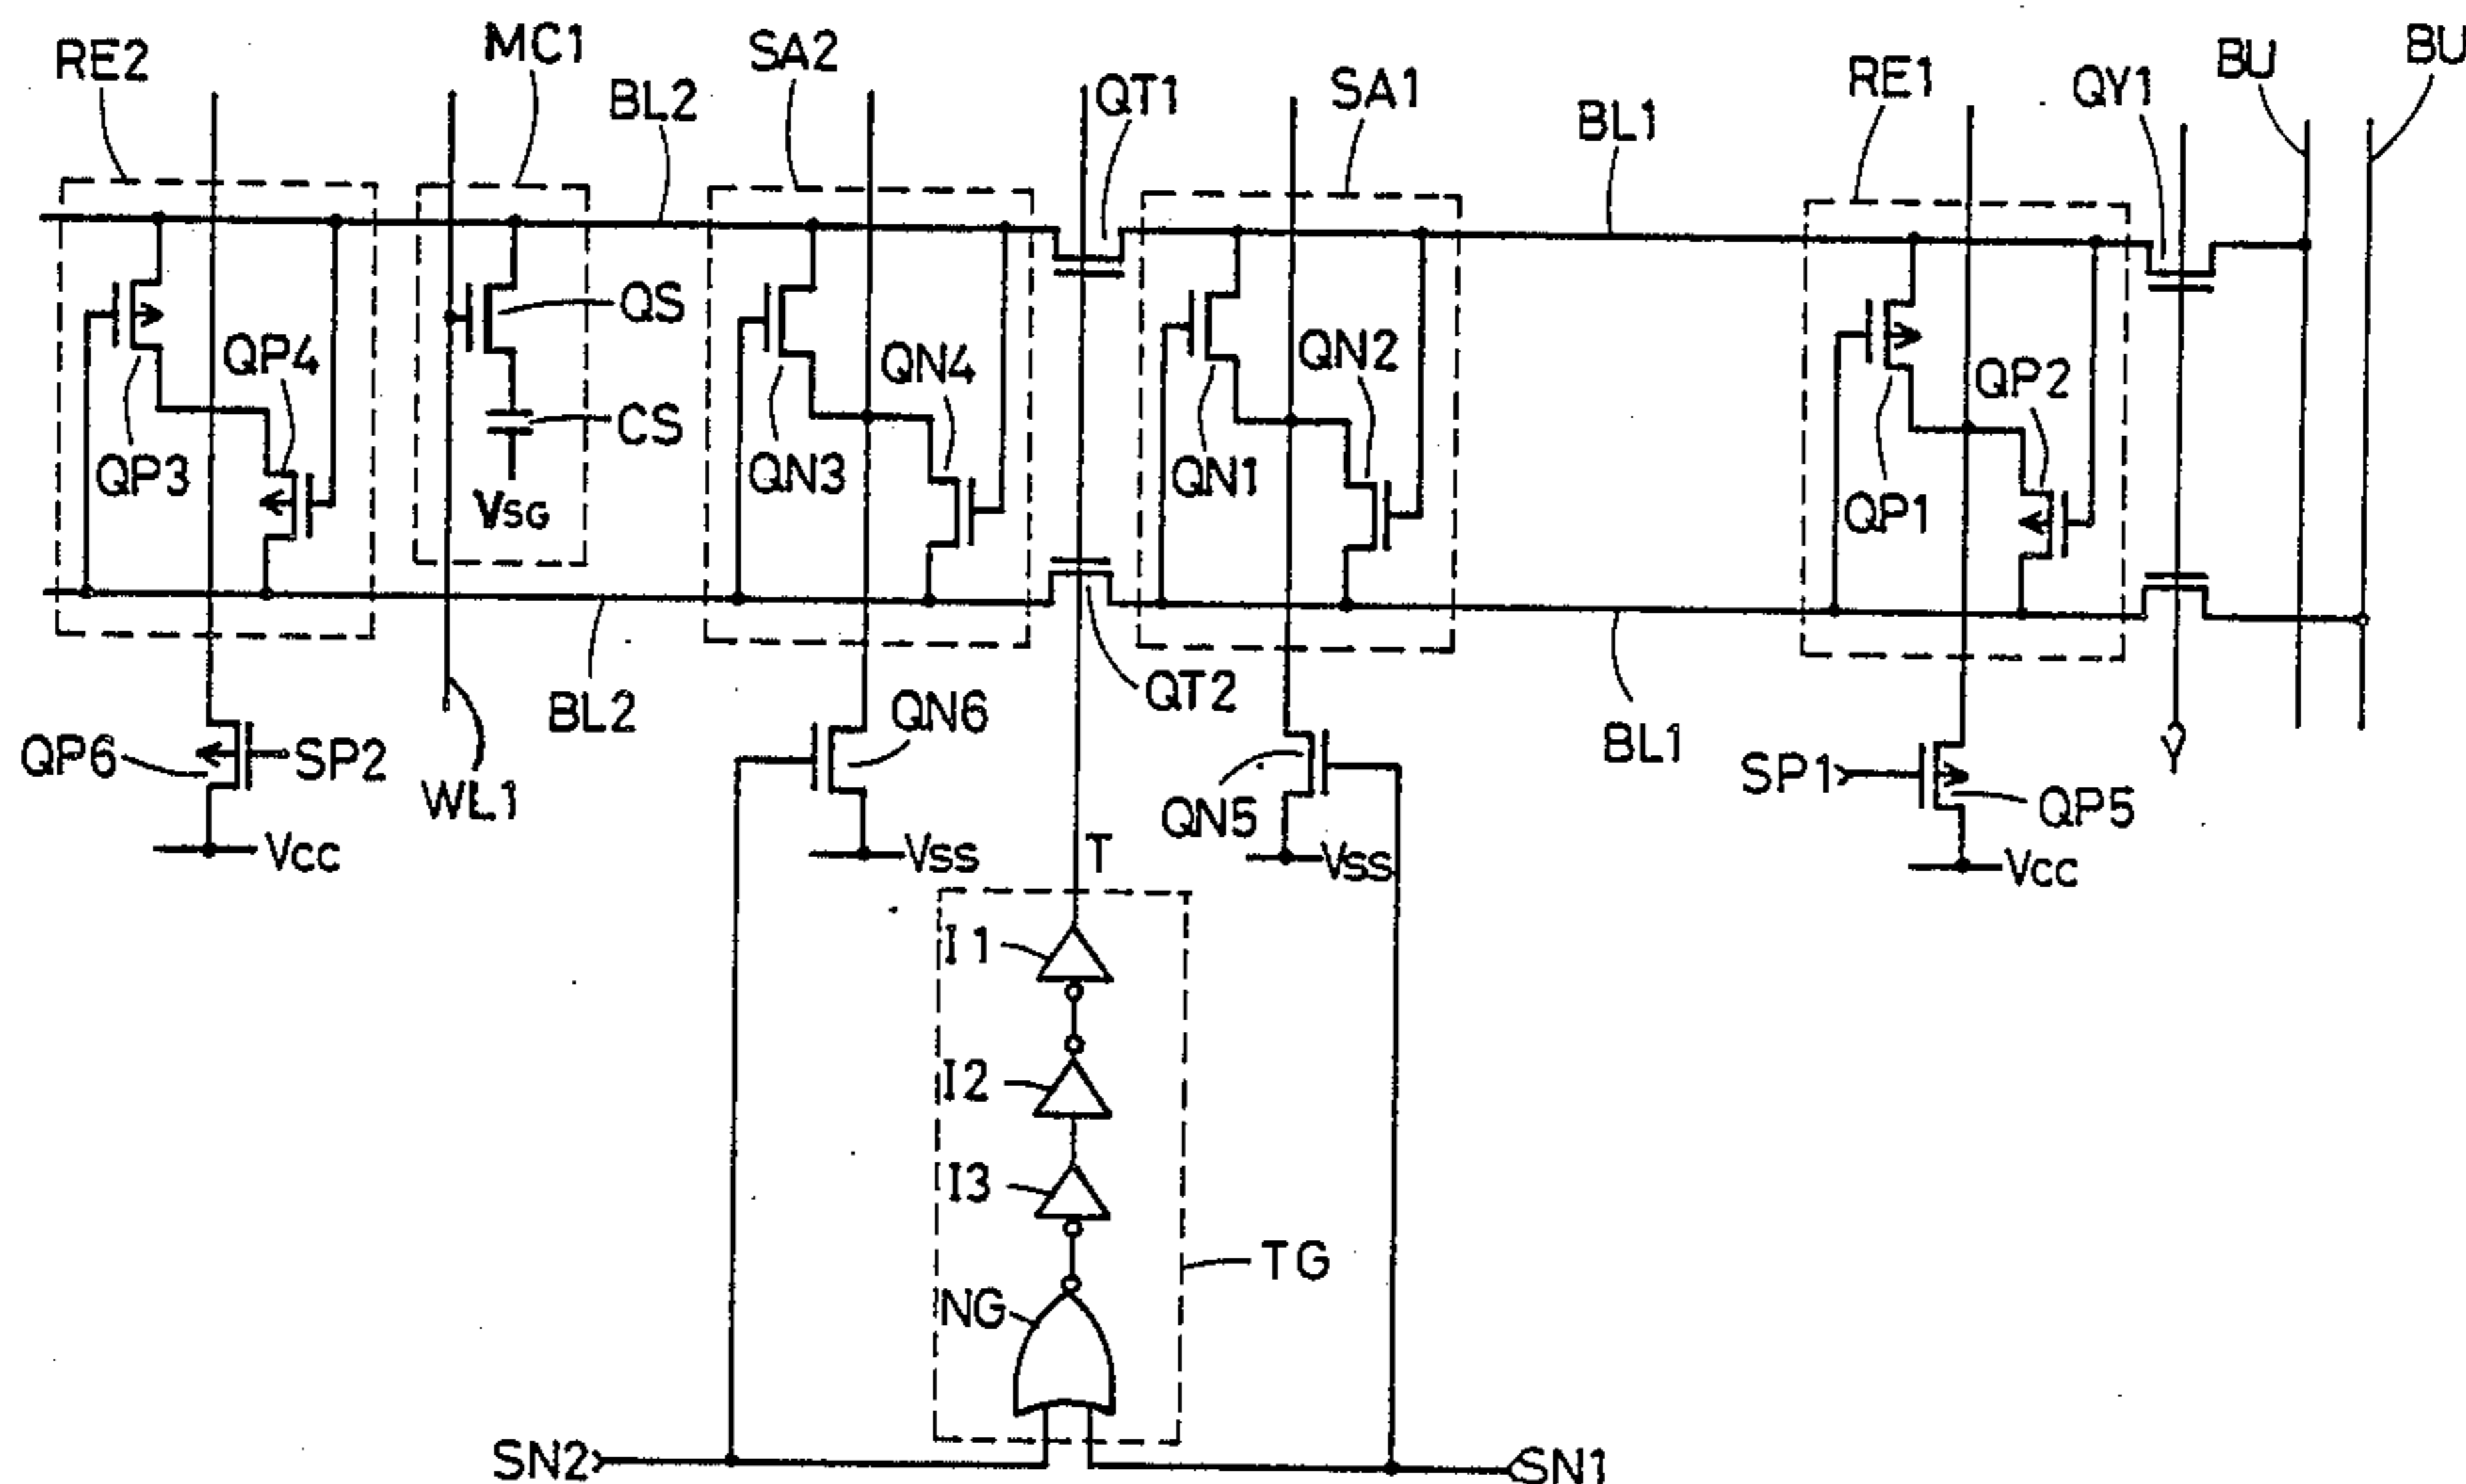 RE2
MC1
SA2
BL2
QT1
SA1
BL1
RE1
QY1
BU
BU
QS
QP4
CS
QP3
VSG
QN3
QN4
QN1
QN2
QP1
QP2
BL2
QT2
BL1
QP6
SP2
WL1
QN6
QN5
SP1
QP5
VCC
VSS
T
VSS
VCC
Y
I1
I2
I3
TG
NG
SN2
SN1